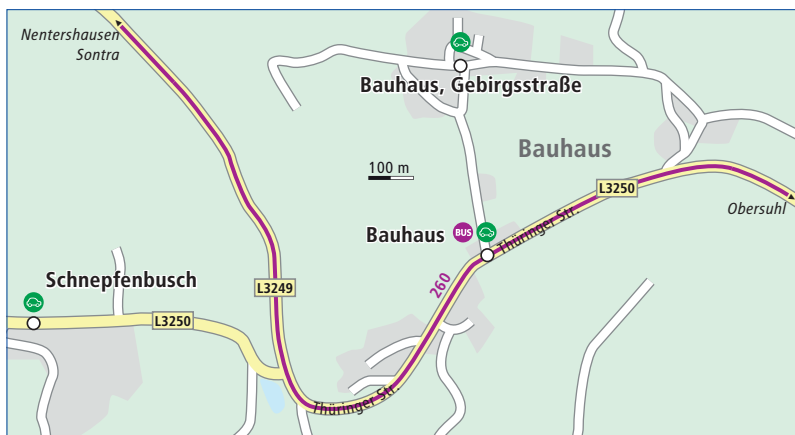 Nentershausen
Sontra
Bauhaus, Gebirgsstraße
Bauhaus
100 m
L3250
Obersuhl
Bauhaus
BUS
Thüringer Str.
260
Schnepfenbusch
L3249
L3250
Thüringer Str.